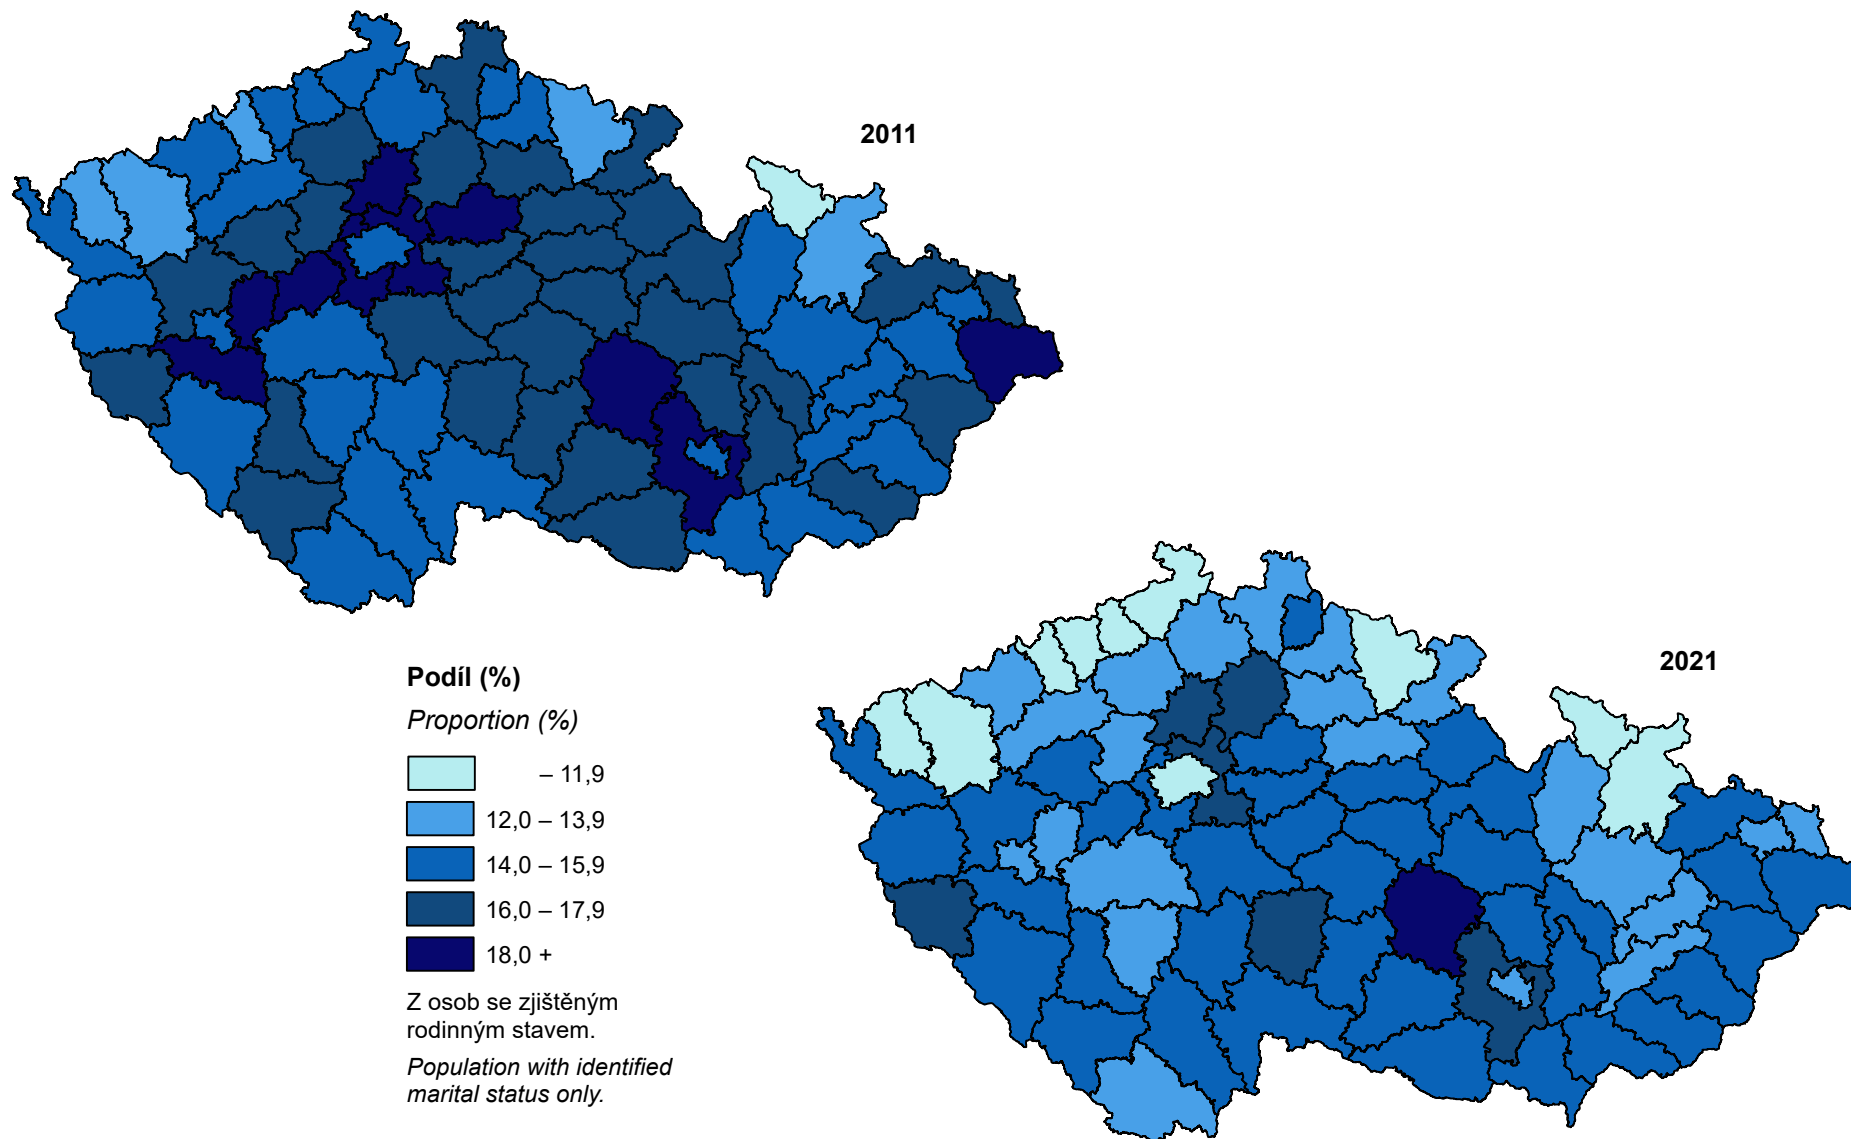 2011
2021
Podíl (%)
Proportion (%)
– 11,9
12,0 – 13,9
14,0 – 15,9
16,0 – 17,9
18,0 +
Z osob se zjištěným
rodinným stavem.
Population with identified
marital status only.